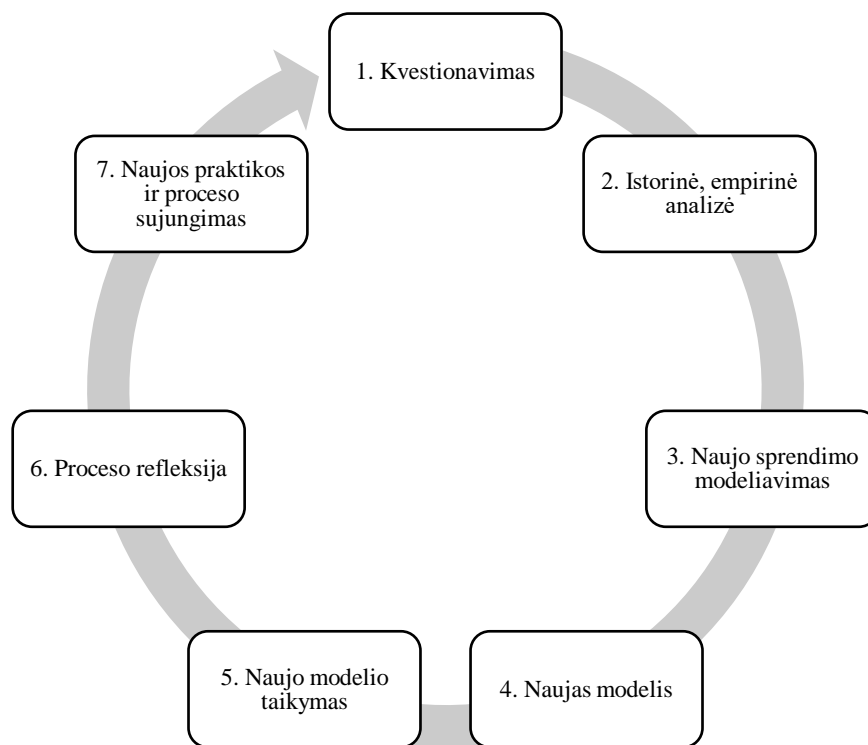 1. Kvestionavimas
2. Istorinė, empirinė
analizė
3. Naujo sprendimo
modeliavimas
4. Naujas modelis
5. Naujo modelio
taikymas
6. Proceso refleksija
7. Naujos praktikos
ir proceso
sujungimas